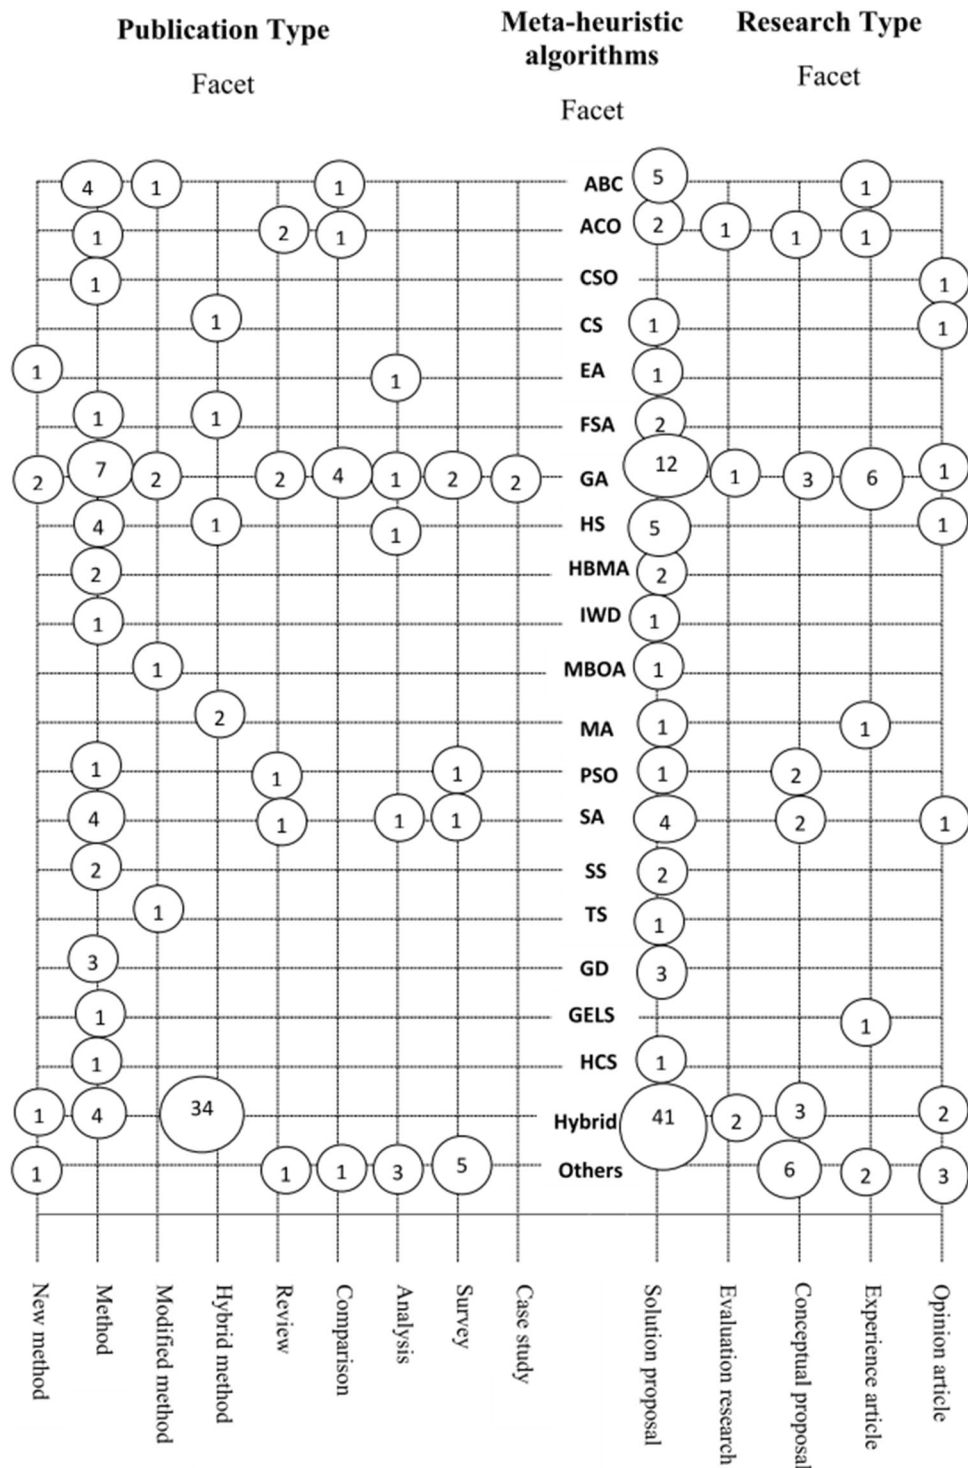 Publication Type
Facet
Meta-heuristic
algorithms
Facet
Research Type
Facet
4 1 1 ABC 5 1
1 2 1 ACO 2 1 1 1
1 CSO 1
1 CS 1 1
1 1 EA 1
1 1 FSA 2
2 7 2 2 4 1 2 2 GA 12 1 3 6 1
4 1 1 HS 5 1
2 HBMA 2
1 IWD 1
1 MBOA 1
2 MA 1 1
1 1 1 PSO 1 2
4 1 1 1 SA 4 2 1
2 SS 2
1 TS 1
3 GD 3
1 GELS 1
1 HCS 1
1 4 34 Hybrid 41 2 3 2
1 1 1 3 5 Others 6 2 3
New method
Method
Modified method
Hybrid method
Review
Comparison
Analysis
Survey
Case study
Solution proposal
Evaluation research
Conceptual proposal
Experience article
Opinion article